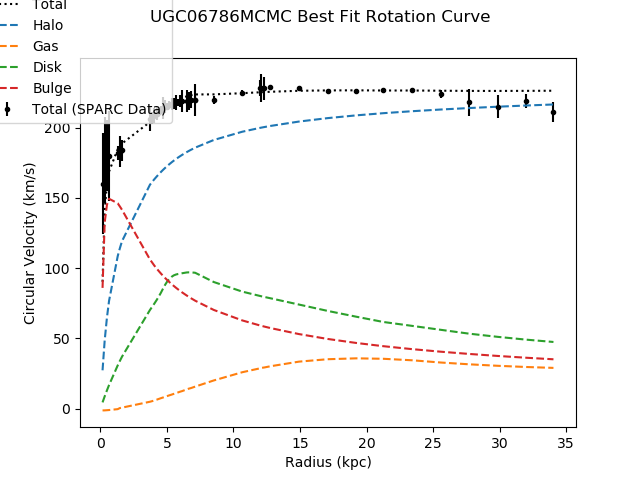 UGC06786MCMC Best Fit Rotation Curve
Total
Halo
Gas
Disk
Bulge
Total (SPARC Data)
Circular Velocity (km/s)
200
150
100
50
0
0 5 10 15 20 25 30 35
Radius (kpc)